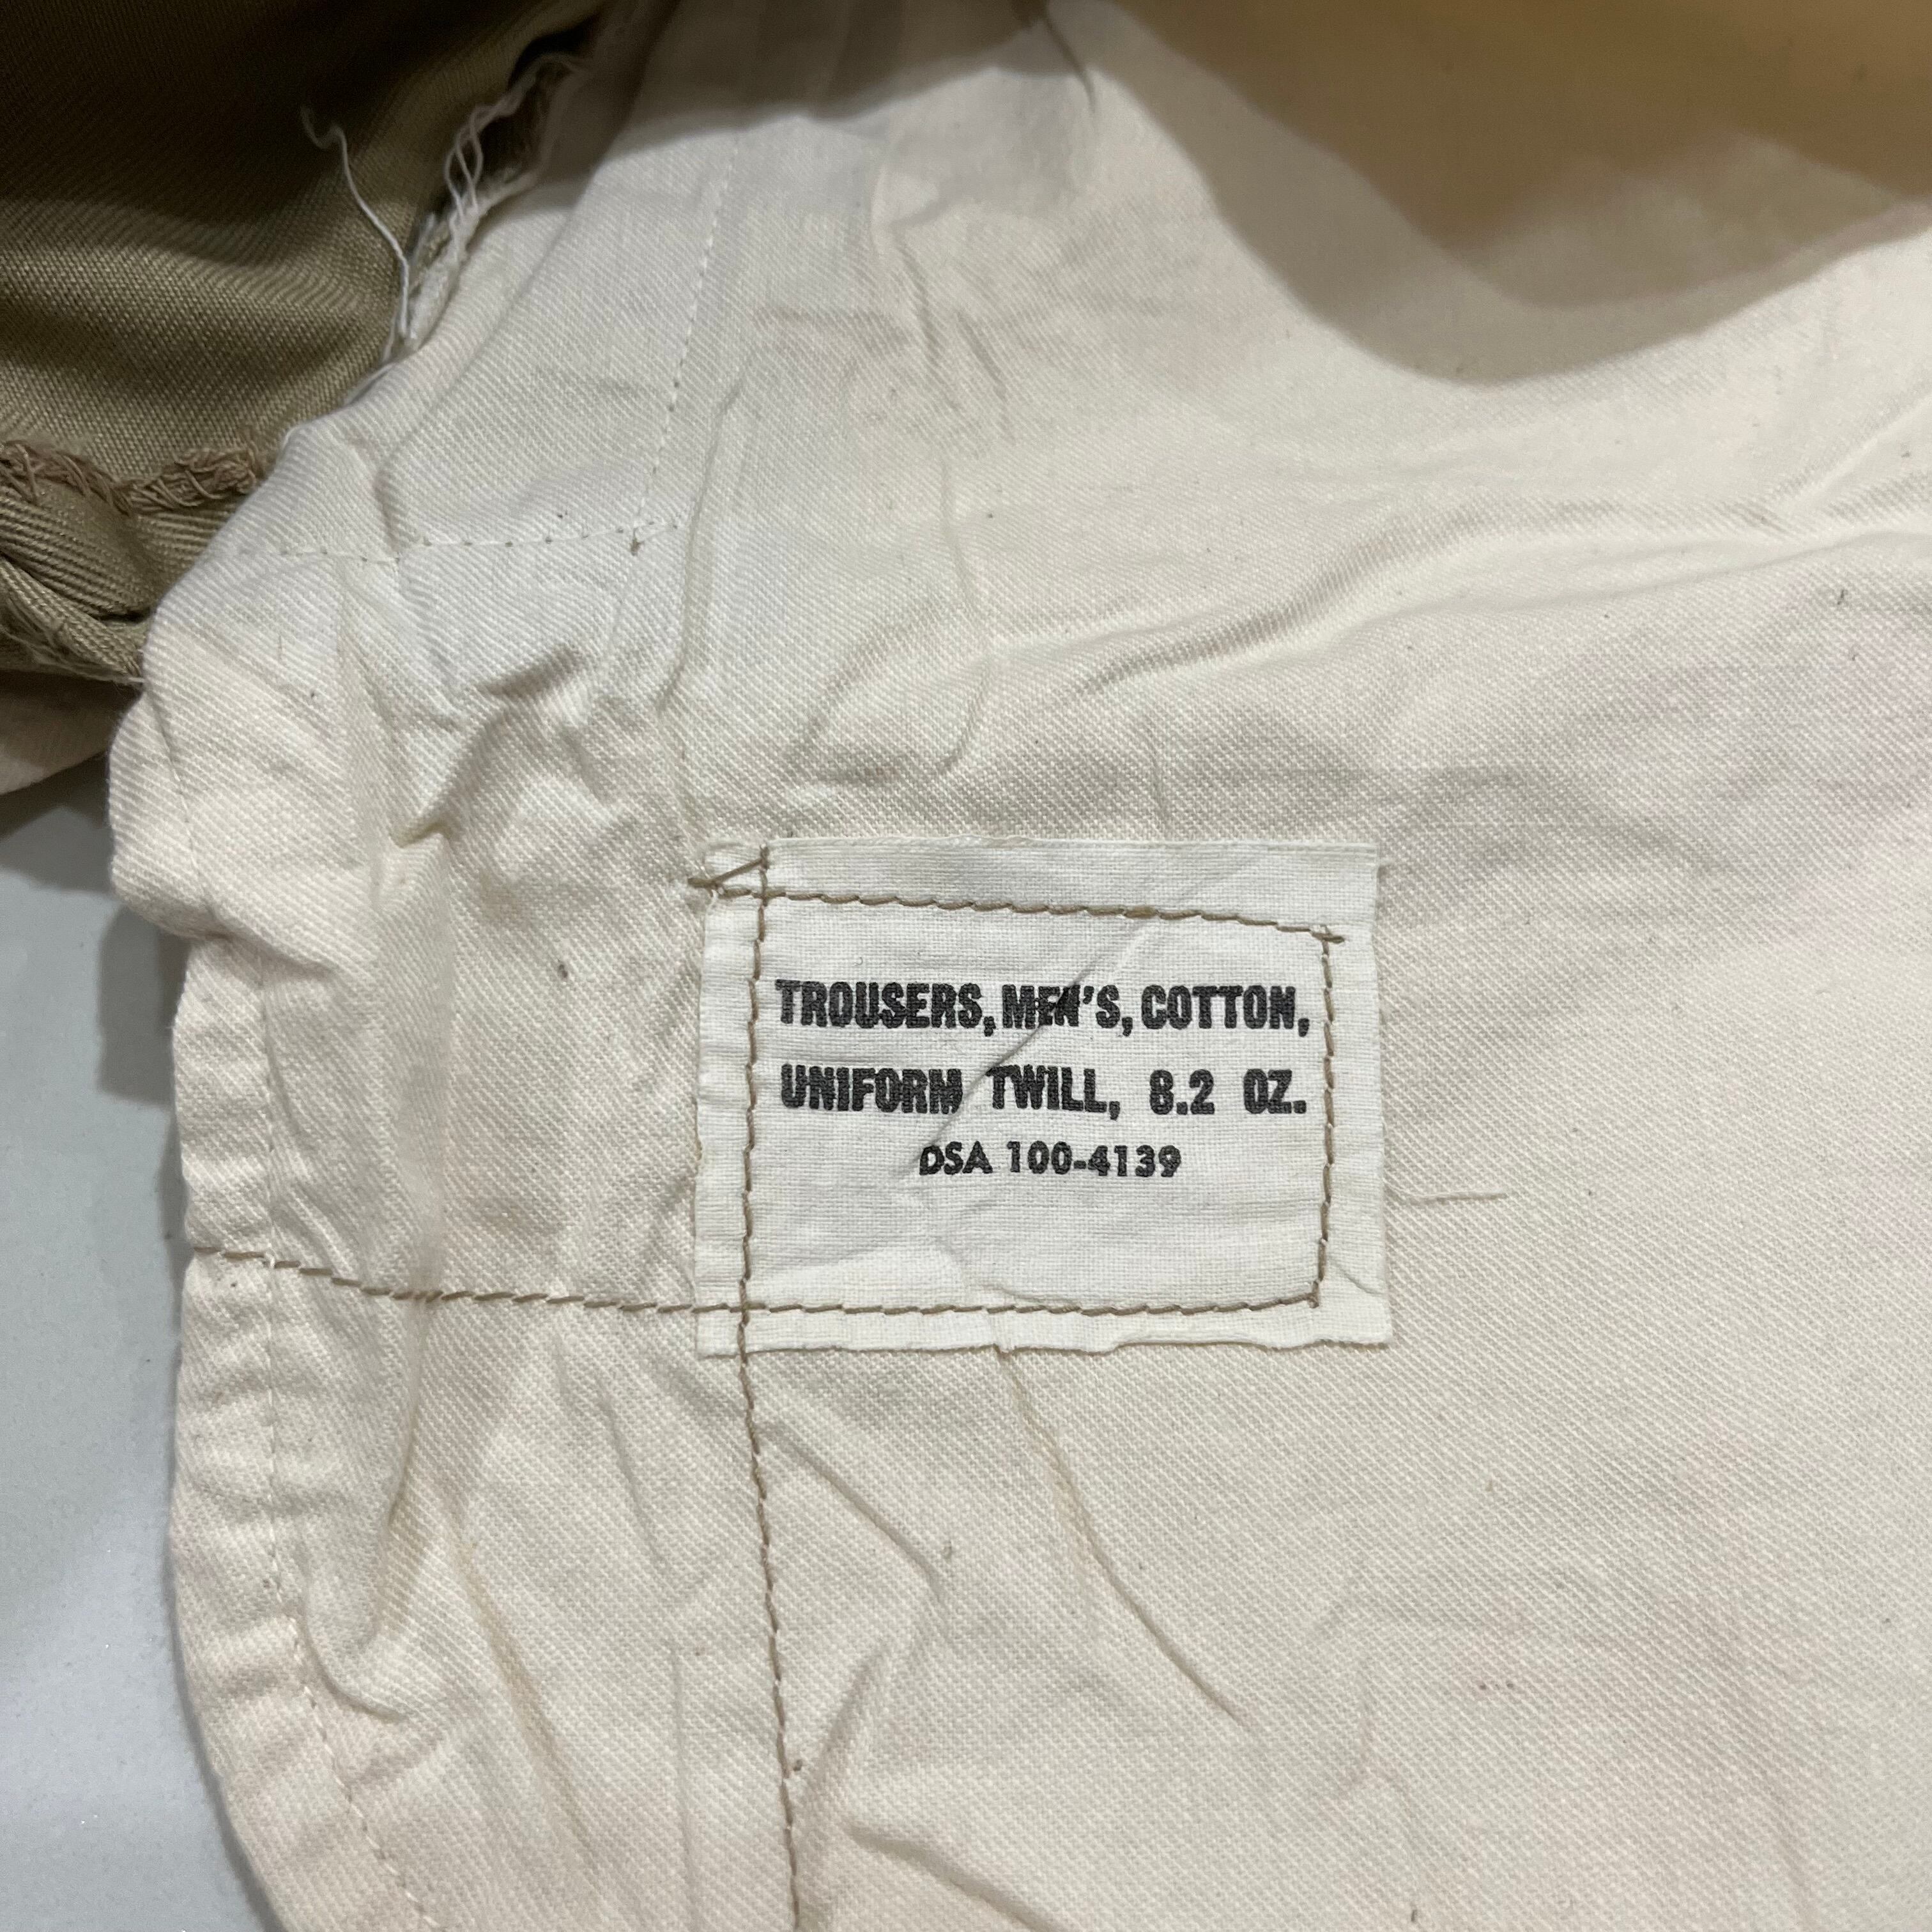 TROUSERS, MEN'S, COTTON,
UNIFORM TWILL, 8.2 OZ.
DSA 100-4139